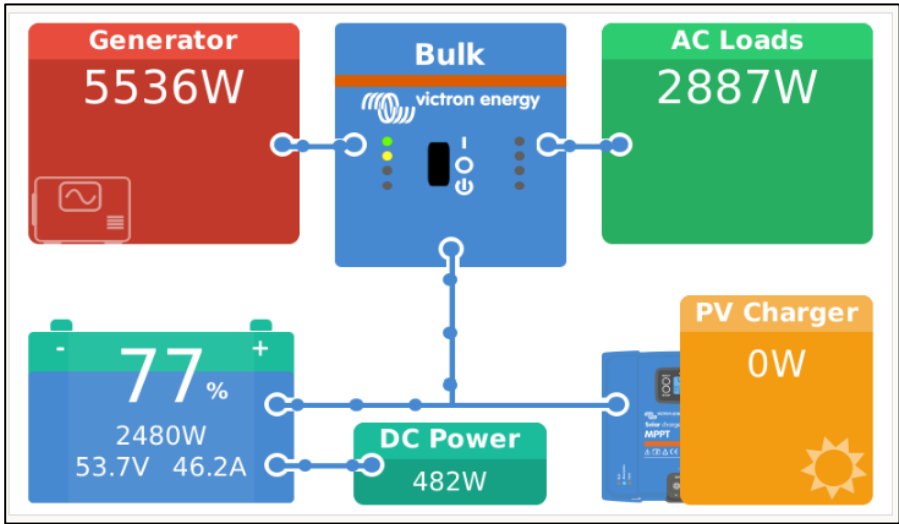 Generator
5536W
Bulk
victron energy
AC Loads
2887W
- 77% +
2480W
53.7V 46.2A
DC Power
482W
PV Charger
0W
MPPT